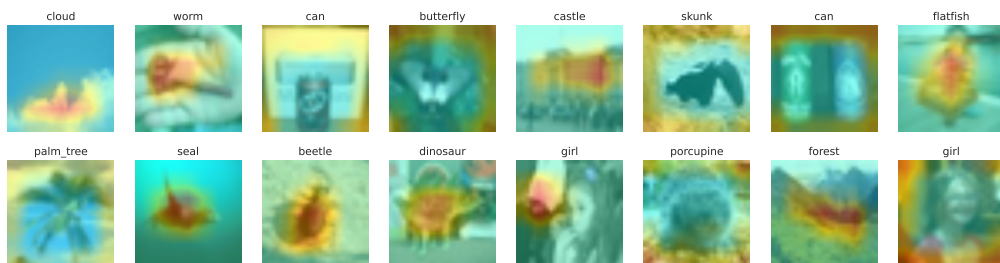 cloud worm can butterfly castle skunk can flatfish
palm_tree seal beetle dinosaur girl porcupine forest girl